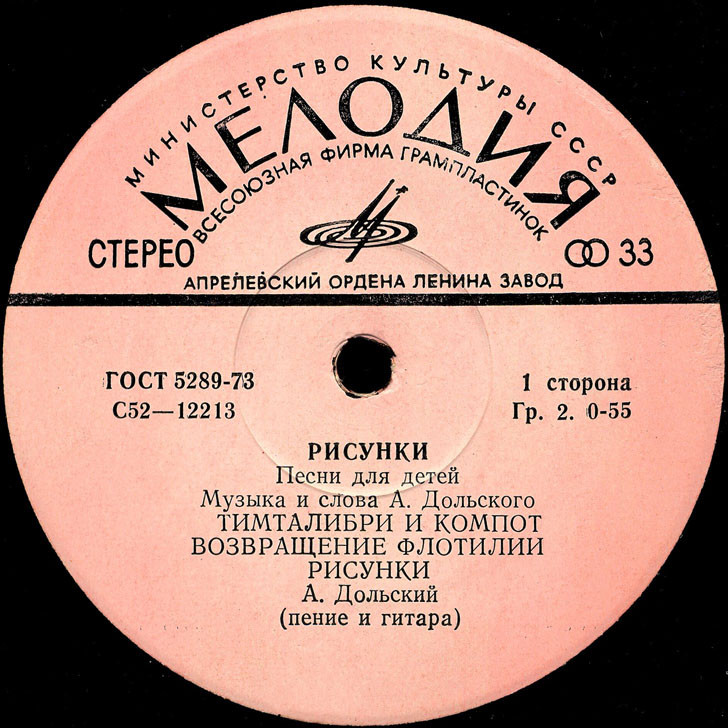 МИНИСТЕРСТВО КУЛЬТУРЫ СССР
МЕЛОДИЯ
ВСЕСОЮЗНАЯ ФИРМА ГРАМПЛАСТИНОК
СТЕРЕО
33
АПРЕЛЕВСКИЙ ОРДЕНА ЛЕНИНА ЗАВОД
ГОСТ 5289-73
1 сторона
С52—12213
Гр. 2. 0-55
РИСУНКИ
Песни для детей
Музыка и слова А. Дольского
ТИМТАЛИБРИ И КОМПОТ
ВОЗВРАЩЕНИЕ ФЛОТИЛИИ
РИСУНКИ
А. Дольский
(пение и гитара)